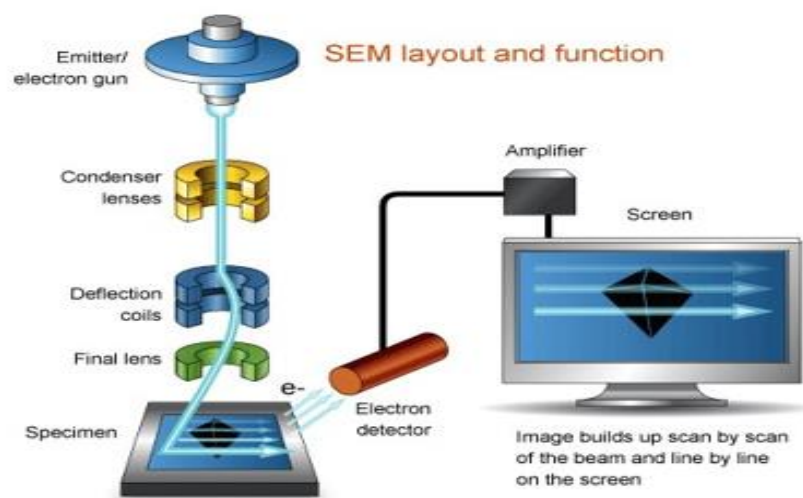 SEM layout and function
Emitter/
electron gun
Condenser
lenses
Deflection
coils
Final lens
Specimen
e-
Electron
detector
Amplifier
Screen
Image builds up scan by scan
of the beam and line by line
on the screen